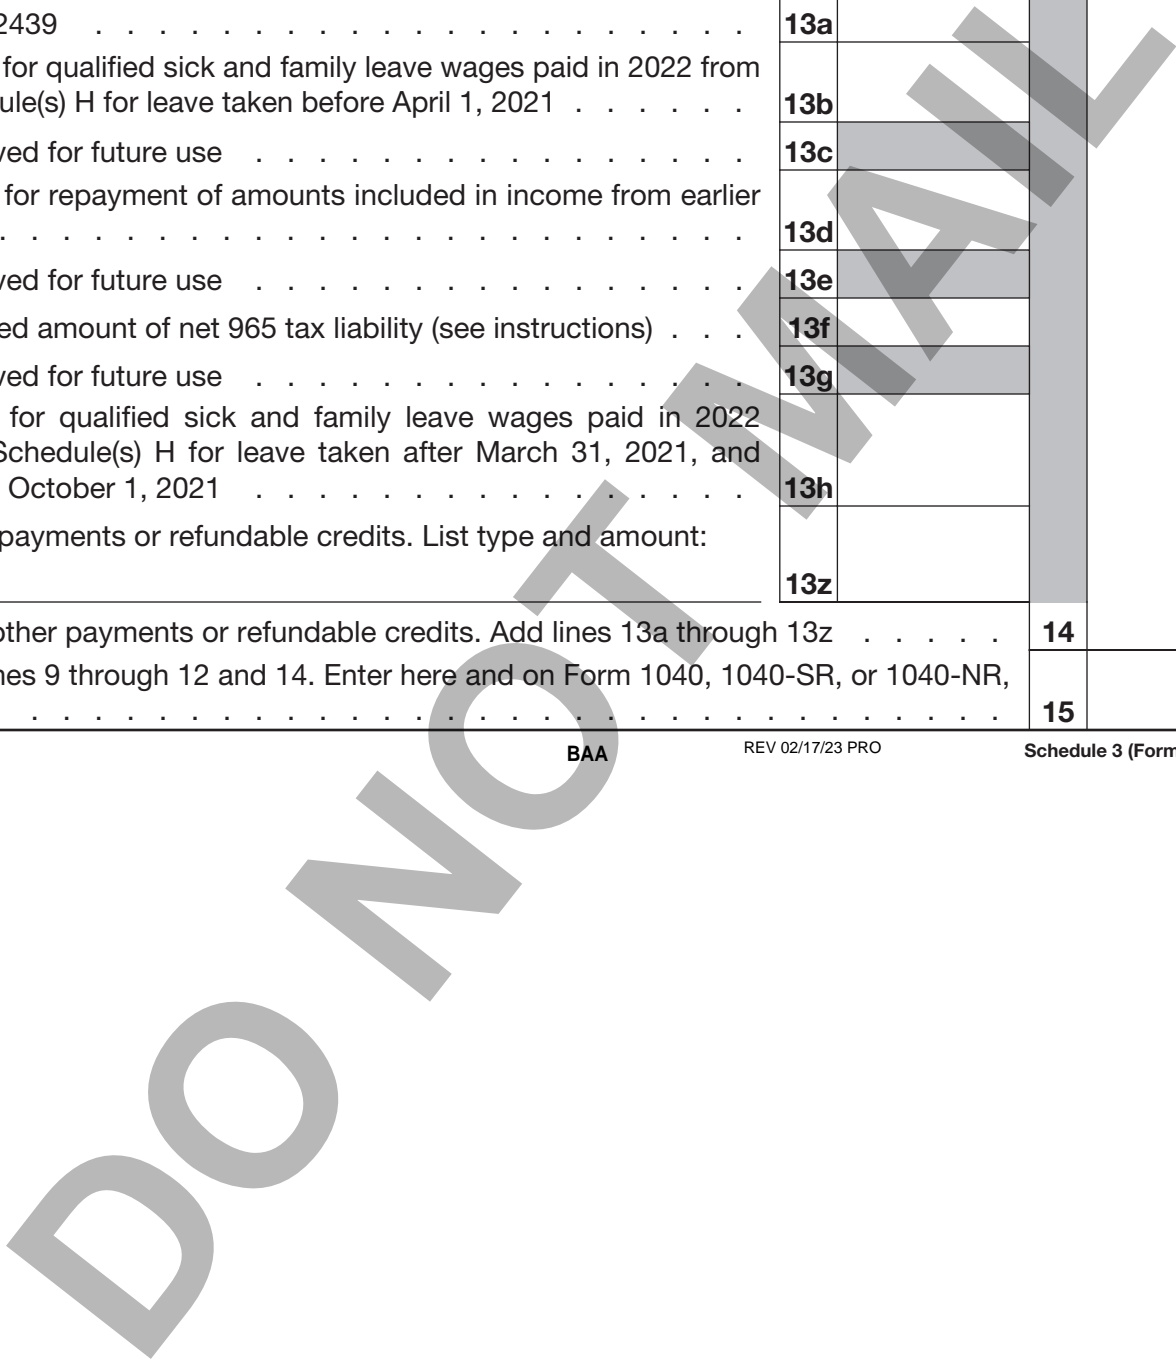 2439 . . . . . . . . . . . . . . . . . . . . . 13a
for qualified sick and family leave wages paid in 2022 from
ule(s) H for leave taken before April 1, 2021 . . . . . . 13b
ved for future use . . . . . . . . . . . . . . . . 13c
for repayment of amounts included in income from earlier
. . . . . . . . . . . . . . . . . . . . . . . . 13d
ved for future use . . . . . . . . . . . . . . . . 13e
ed amount of net 965 tax liability (see instructions) . . . 13f
ved for future use . . . . . . . . . . . . . . . . 13g
for qualified sick and family leave wages paid in 2022
Schedule(s) H for leave taken after March 31, 2021, and
October 1, 2021 . . . . . . . . . . . . . . . . 13h
payments or refundable credits. List type and amount:
13z
other payments or refundable credits. Add lines 13a through 13z . . . . . 14
nes 9 through 12 and 14. Enter here and on Form 1040, 1040-SR, or 1040-NR,
. . . . . . . . . . . . . . . . . . . . . . . . . . . . . . . 15
BAA REV 02/17/23 PRO Schedule 3 (Form
DO NOT MAIL